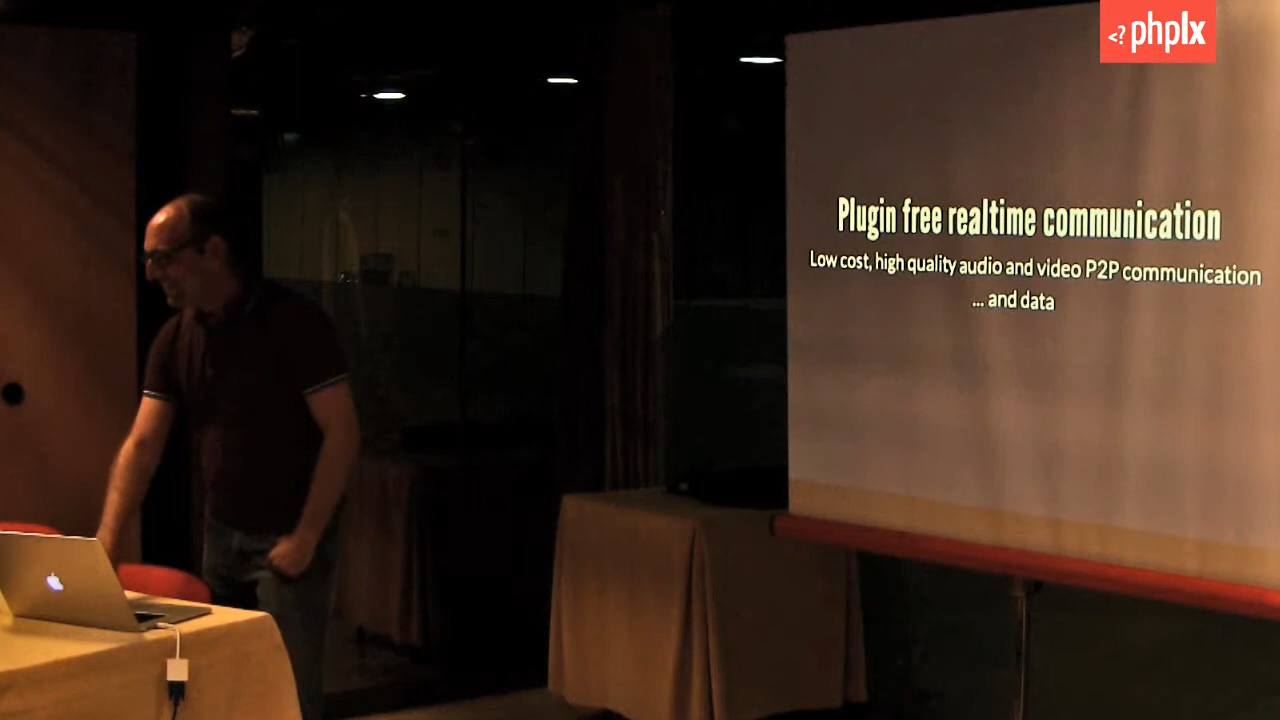 <? phplx
Plugin free realtime communication
Low cost, high quality audio and video P2P communication
... and data